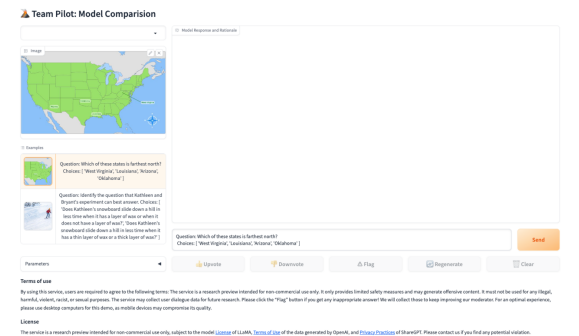 🌋 Team Pilot: Model Comparision
Model Response and Rationale
Image
Examples
Question: Which of these states is farthest north?
Choices: [ 'West Virginia', 'Louisiana', 'Arizona',
'Oklahoma' ]
Question: Identify the question that Kathleen and
Bryant's experiment can best answer. Choices: [
'Does Kathleen's snowboard slide down a hill in
less time when it has a layer of wax or when it
does not have a layer of wax?', 'Does Kathleen's
snowboard slide down a hill in less time when it
has a thin layer of wax or a thick layer of wax?' ]
Question: Which of these states is farthest north?
Choices: [ 'West Virginia', 'Louisiana', 'Arizona', 'Oklahoma' ]
Send
Parameters
👍 Upvote
👎 Downvote
⚠ Flag
🔄 Regenerate
🗑 Clear
Terms of use
By using this service, users are required to agree to the following terms: The service is a research preview intended for non-commercial use only. It only provides limited safety measures and may generate offensive content. It must not be used for any illegal,
harmful, violent, racist, or sexual purposes. The service may collect user dialogue data for future research. Please click the "Flag" button if you get any inappropriate answer! We will collect those to keep improving our moderator. For an optimal experience,
please use desktop computers for this demo, as mobile devices may compromise its quality.
License
The service is a research preview intended for non-commercial use only, subject to the model License of LLaMA, Terms of Use of the data generated by OpenAI, and Privacy Practices of ShareGPT. Please contact us if you find any potential violation.